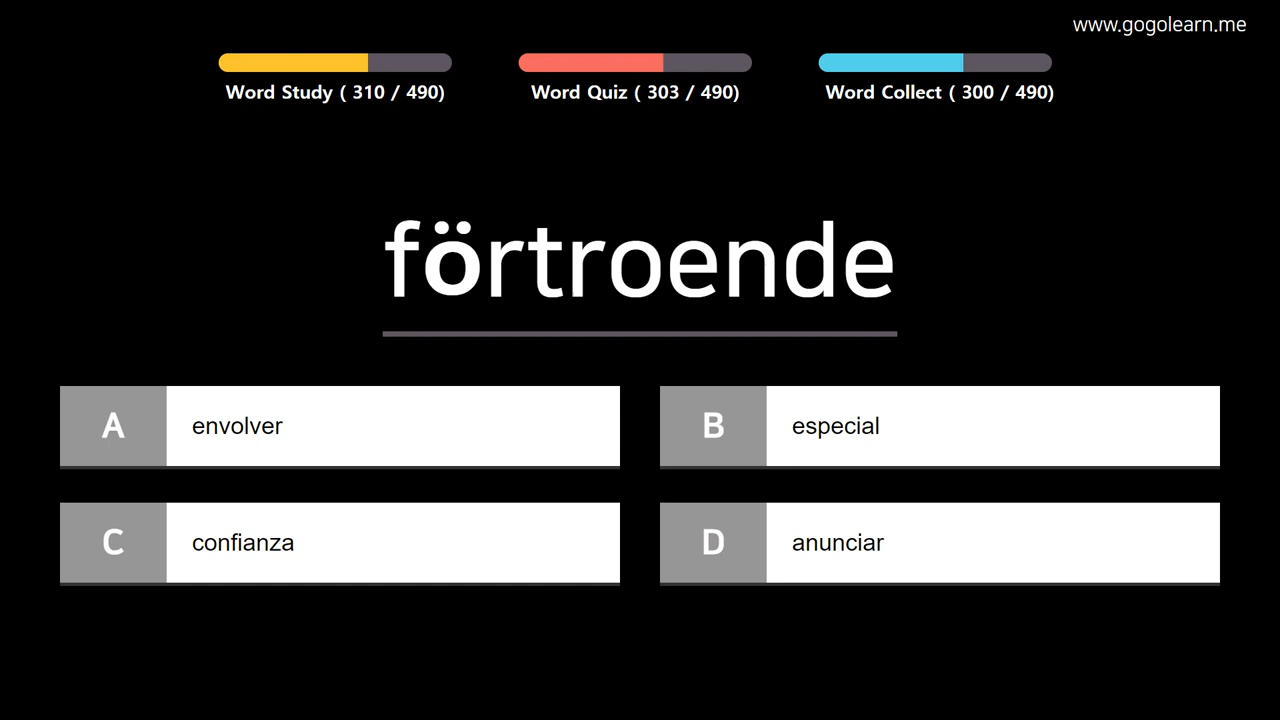 www.gogolearn.me
Word Study ( 310 / 490)
Word Quiz ( 303 / 490)
Word Collect ( 300 / 490)
förtroende
A envolver
B especial
C confianza
D anunciar